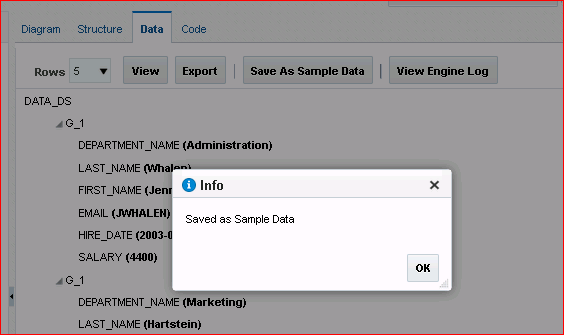 Diagram Structure Data Code
Rows 5 View Export Save As Sample Data View Engine Log
DATA_DS
G_1
DEPARTMENT_NAME (Administration)
LAST_NAME (Whalen)
FIRST_NAME (Jenn
EMAIL (JWHALEN)
HIRE_DATE (2003-0
SALARY (4400)
G_1
DEPARTMENT_NAME (Marketing)
LAST_NAME (Hartstein)
Info
Saved as Sample Data
OK